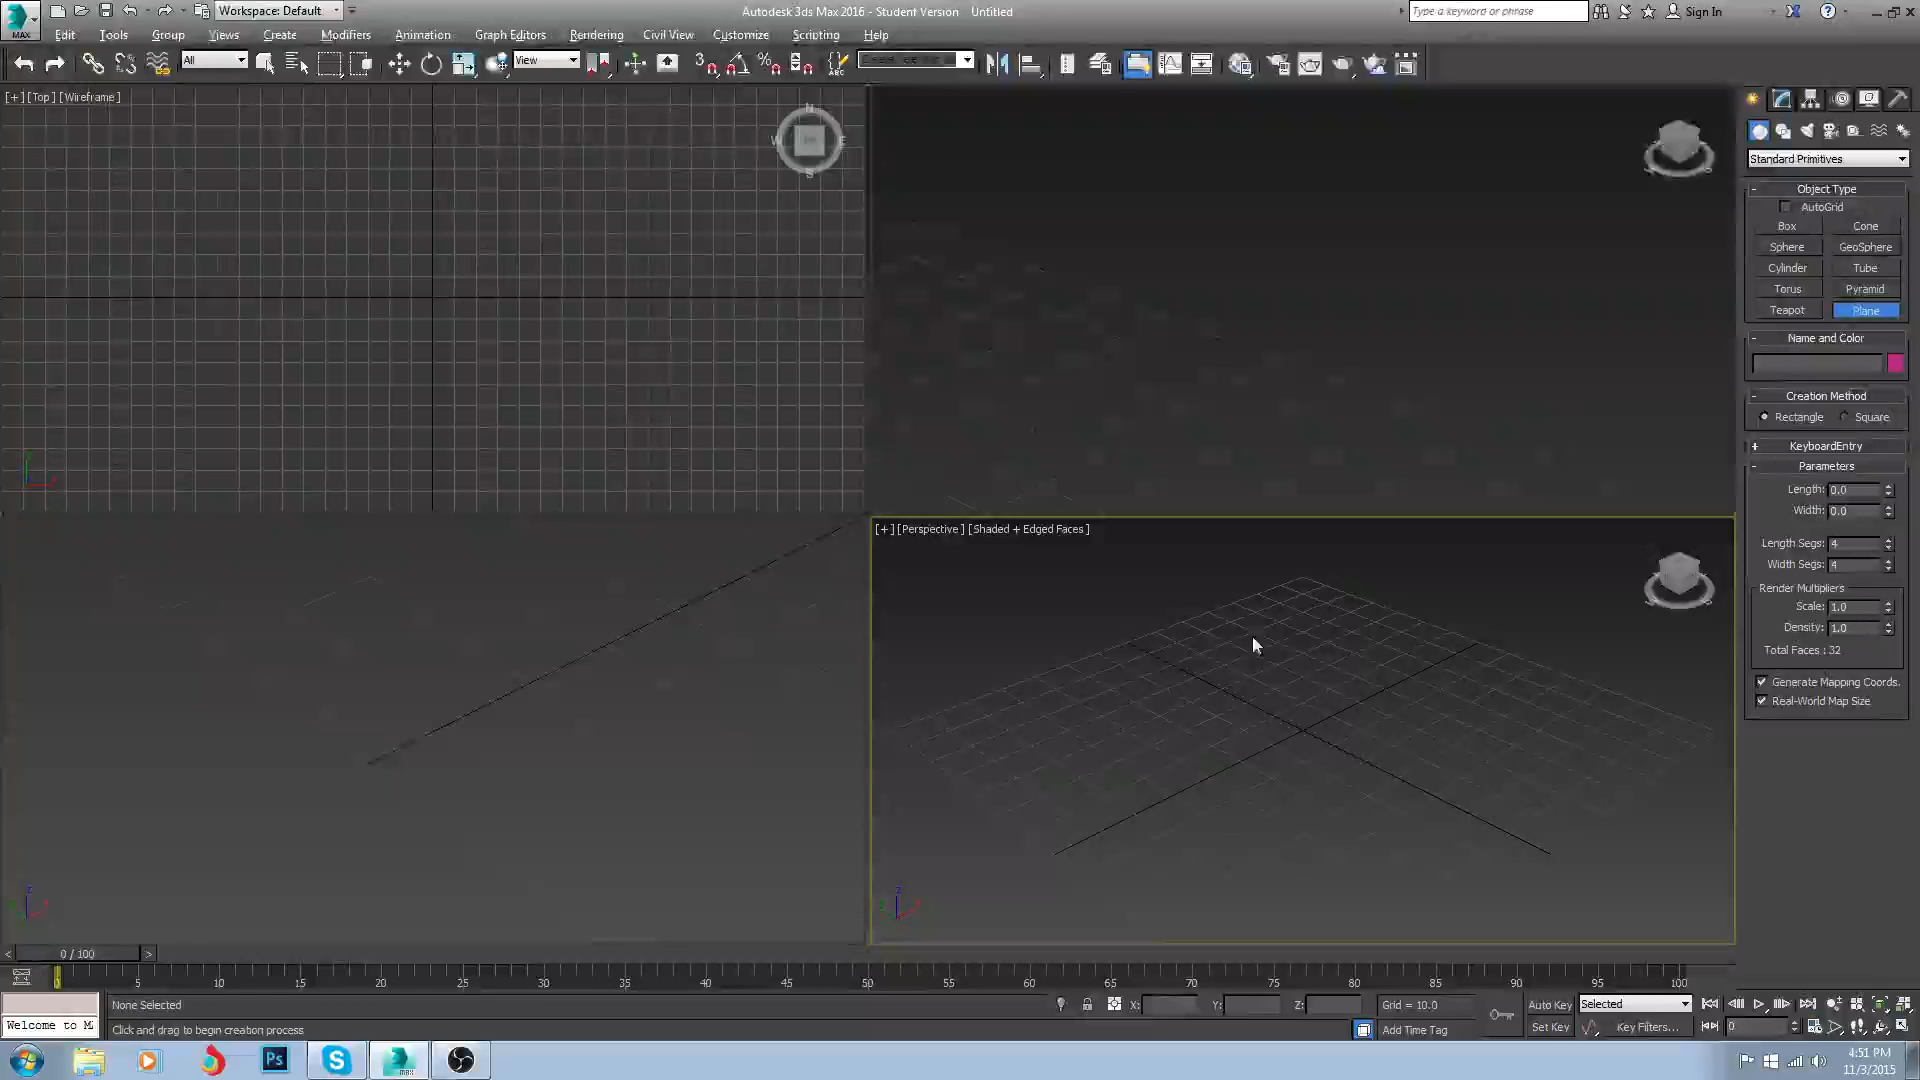 Workspace: Default
Autodesk 3ds Max 2016 - Student Version    Untitled
Type a keyword or phrase
Sign In
MAX
Edit Tools Group Views Create Modifiers Animation Graph Editors Rendering Civil View Customize Scripting Help
All
View
3
ABC
[+] [Top] [Wireframe]
N
W
E
S
[+] [Perspective] [Shaded + Edged Faces]
Standard Primitives
- Object Type
AutoGrid
Box Cone
Sphere GeoSphere
Cylinder Tube
Torus Pyramid
Teapot Plane
- Name and Color
- Creation Method
Rectangle Square
+ KeyboardEntry
- Parameters
Length: 0.0
Width: 0.0
Length Segs: 4
Width Segs: 4
Render Multipliers
Scale: 1.0
Density: 1.0
Total Faces : 32
Generate Mapping Coords.
Real-World Map Size
< 0 / 100 >
0 5 10 15 20 25 30 35 40 45 50 55 60 65 70 75 80 85 90 95 100
None Selected
X: Y: Z: Grid = 10.0
Auto Key Selected
Welcome to M
Click and drag to begin creation process
Add Time Tag
Set Key Key Filters... 0
Ps
S
MAX
4:51 PM
11/3/2015